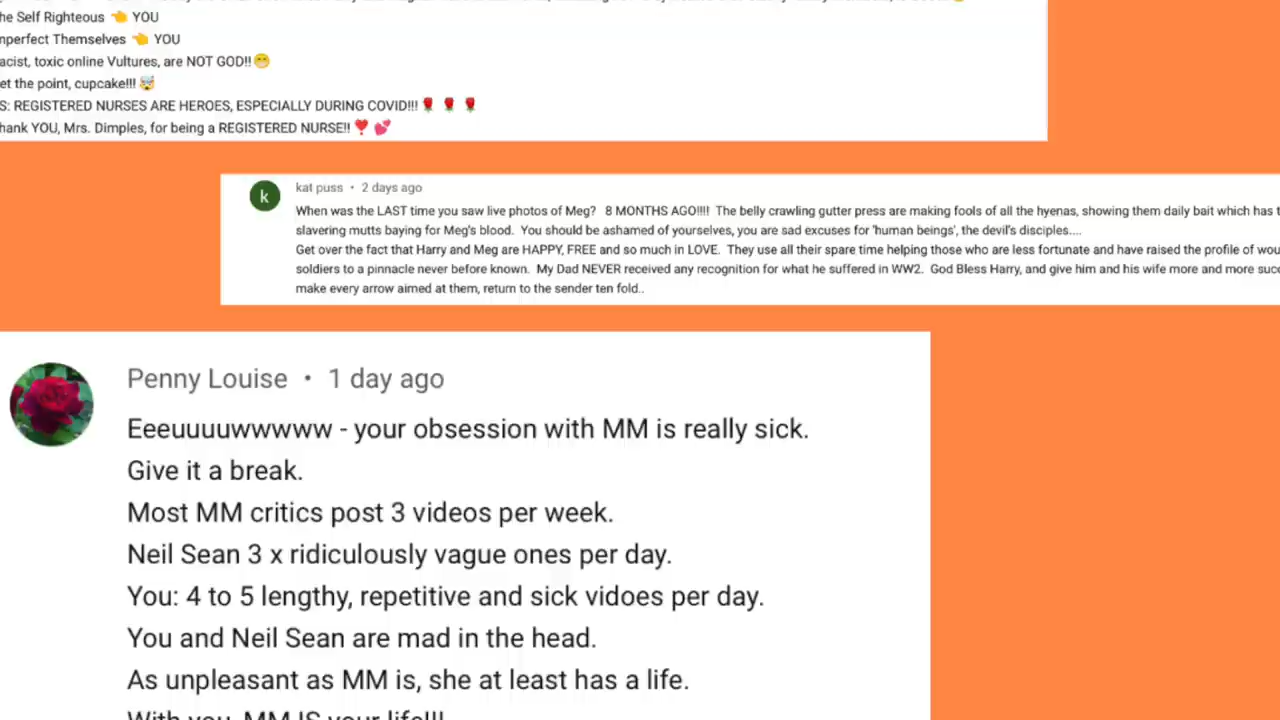 he Self Righteous 👈 YOU
nperfect Themselves 👈 YOU
acist, toxic online Vultures, are NOT GOD!!😁
et the point, cupcake!!! 🤯
S: REGISTERED NURSES ARE HEROES, ESPECIALLY DURING COVID!!!🌹 🌹 🌹
hank YOU, Mrs. Dimples, for being a REGISTERED NURSE!! ❣️ 💕
k
kat puss • 2 days ago
When was the LAST time you saw live photos of Meg? 8 MONTHS AGO!!!! The belly crawling gutter press are making fools of all the hyenas, showing them daily bait which has t
slavering mutts baying for Meg's blood. You should be ashamed of yourselves, you are sad excuses for 'human beings', the devil's disciples....
Get over the fact that Harry and Meg are HAPPY, FREE and so much in LOVE. They use all their spare time helping those who are less fortunate and have raised the profile of wou
soldiers to a pinnacle never before known. My Dad NEVER received any recognition for what he suffered in WW2. God Bless Harry, and give him and his wife more and more succ
make every arrow aimed at them, return to the sender ten fold..
Penny Louise • 1 day ago
Eeeuuuuwwwww - your obsession with MM is really sick.
Give it a break.
Most MM critics post 3 videos per week.
Neil Sean 3 x ridiculously vague ones per day.
You: 4 to 5 lengthy, repetitive and sick vidoes per day.
You and Neil Sean are mad in the head.
As unpleasant as MM is, she at least has a life.
With you, MM IS your life!!!